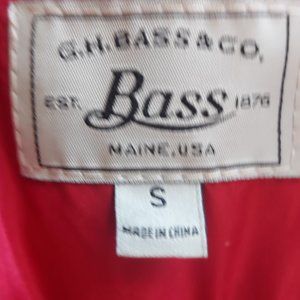 G.H.BASS & CO.
EST. Bass 1876
MAINE, USA
S
MADE IN CHINA